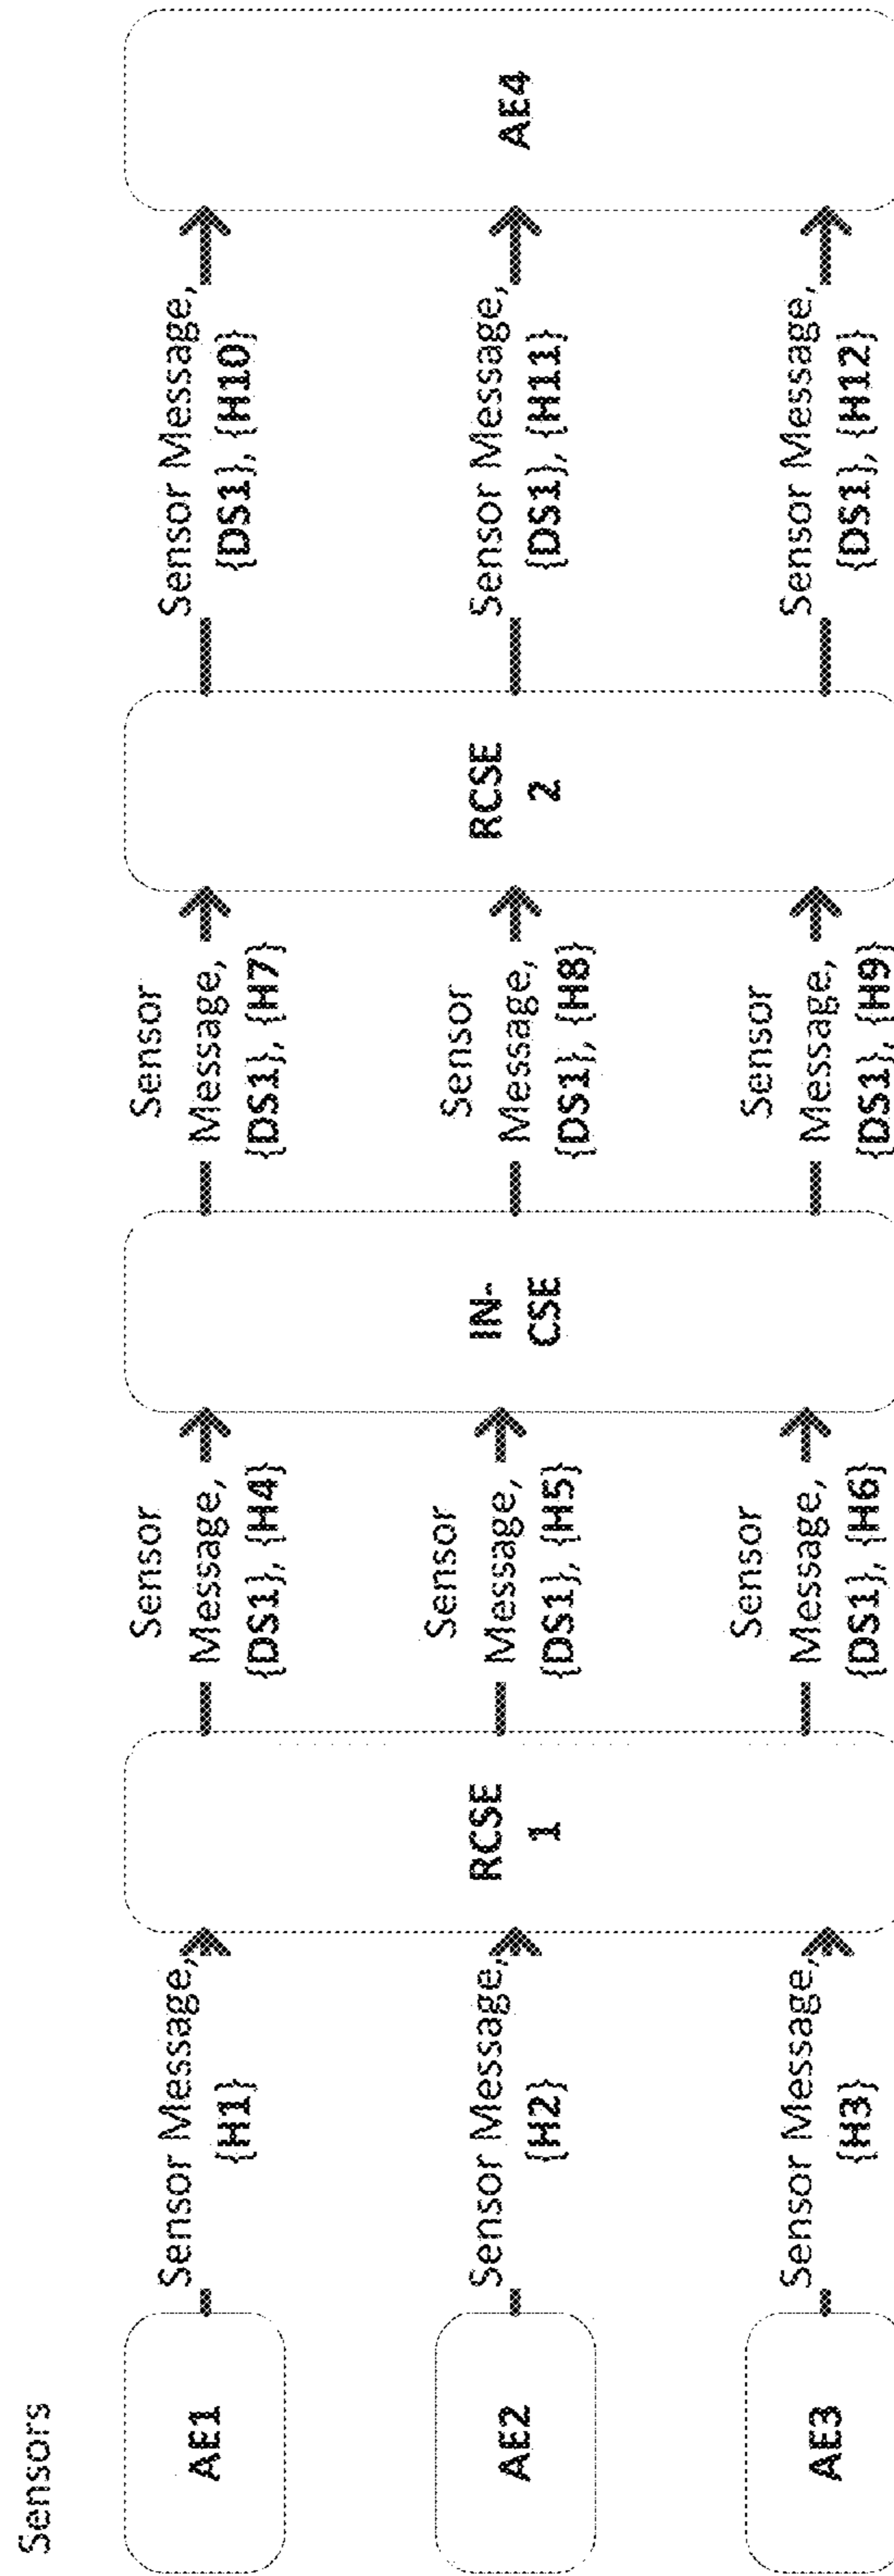 Sensors
AE1
Sensor Message,
{H1}
RCSE
1
Sensor
Message,
{DS1}, {H4}
IN-
CSE
Sensor
Message,
{DS1}, {H7}
RCSE
2
Sensor Message,
{DS1}, {H10}
AE4
AE2
Sensor Message,
{H2}
Sensor
Message,
{DS1}, {H5}
Sensor
Message,
{DS1}, {H8}
Sensor Message,
{DS1}, {H11}
AE3
Sensor Message,
{H3}
Sensor
Message,
{DS1}, {H6}
Sensor
Message,
{DS1}, {H9}
Sensor Message,
{DS1}, {H12}